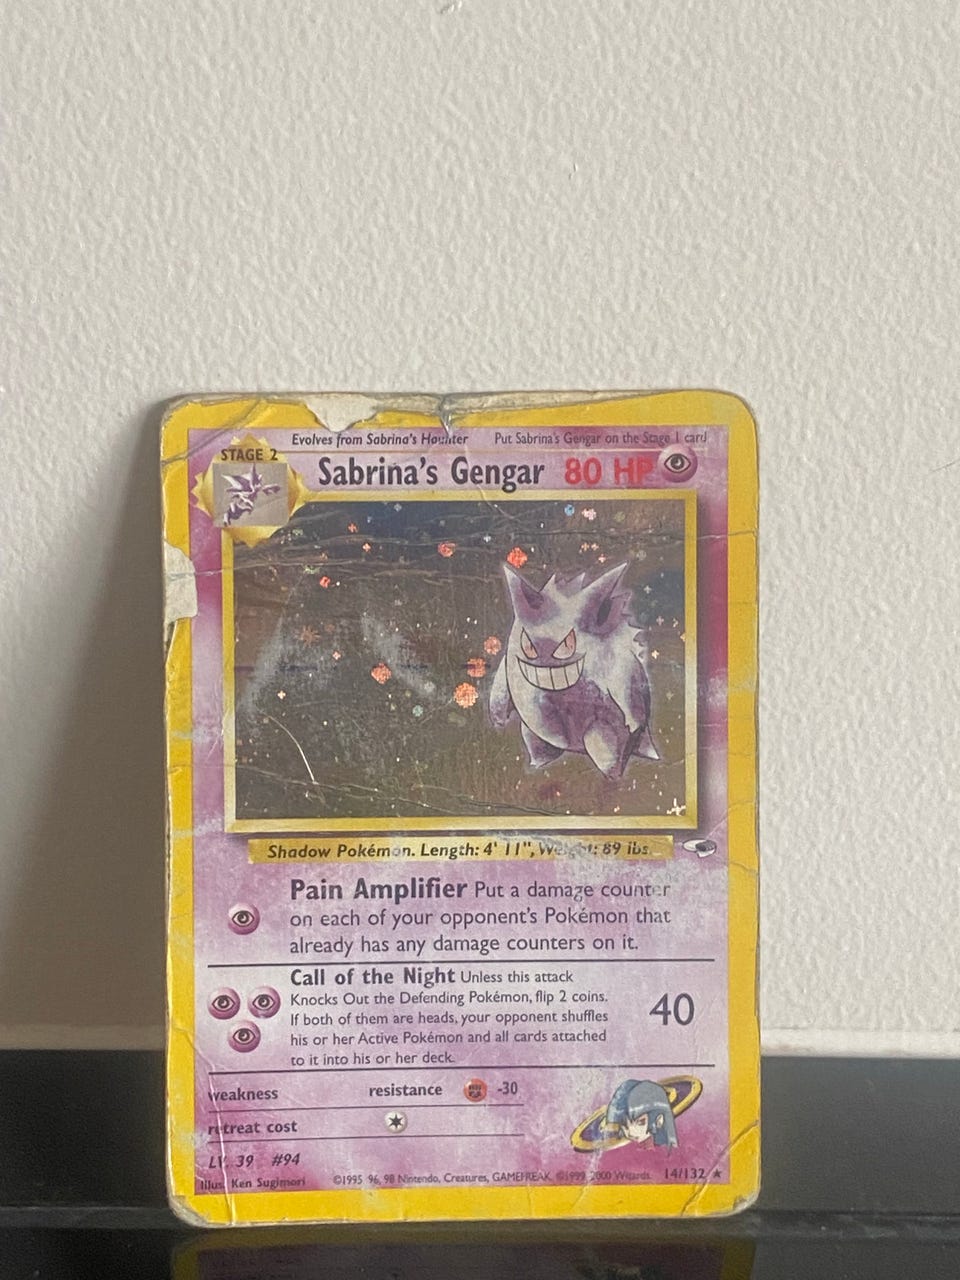 Evolves from Sabrina's Haunter Put Sabrina's Gengar on the Stage 1 card
STAGE 2
Sabrina's Gengar 80 HP
Shadow Pokémon. Length: 4' 11", Weight: 89 lbs.
Pain Amplifier Put a damage counter
on each of your opponent's Pokémon that
already has any damage counters on it.
Call of the Night Unless this attack
Knocks Out the Defending Pokémon, flip 2 coins.
If both of them are heads, your opponent shuffles
his or her Active Pokémon and all cards attached
to it into his or her deck.
40
weakness resistance -30
retreat cost
LV. 39 #94
Illus. Ken Sugimori ©1995, 96, 98 Nintendo, Creatures, GAMEFREAK. ©1999, 2000 Wizards. 14/132 ★